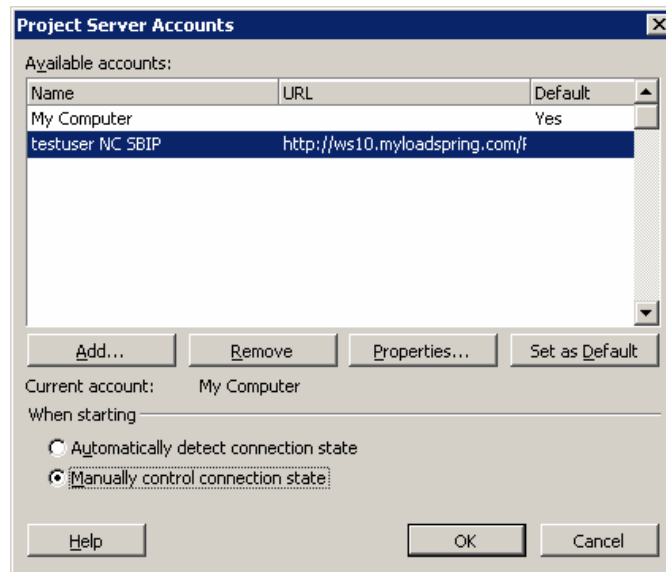 Project Server Accounts
Available accounts:
Name URL Default
My Computer Yes
testuser NC SBIP http://ws10.myloadspring.com/F
Add... Remove Properties... Set as Default
Current account: My Computer
When starting
Automatically detect connection state
Manually control connection state
Help OK Cancel